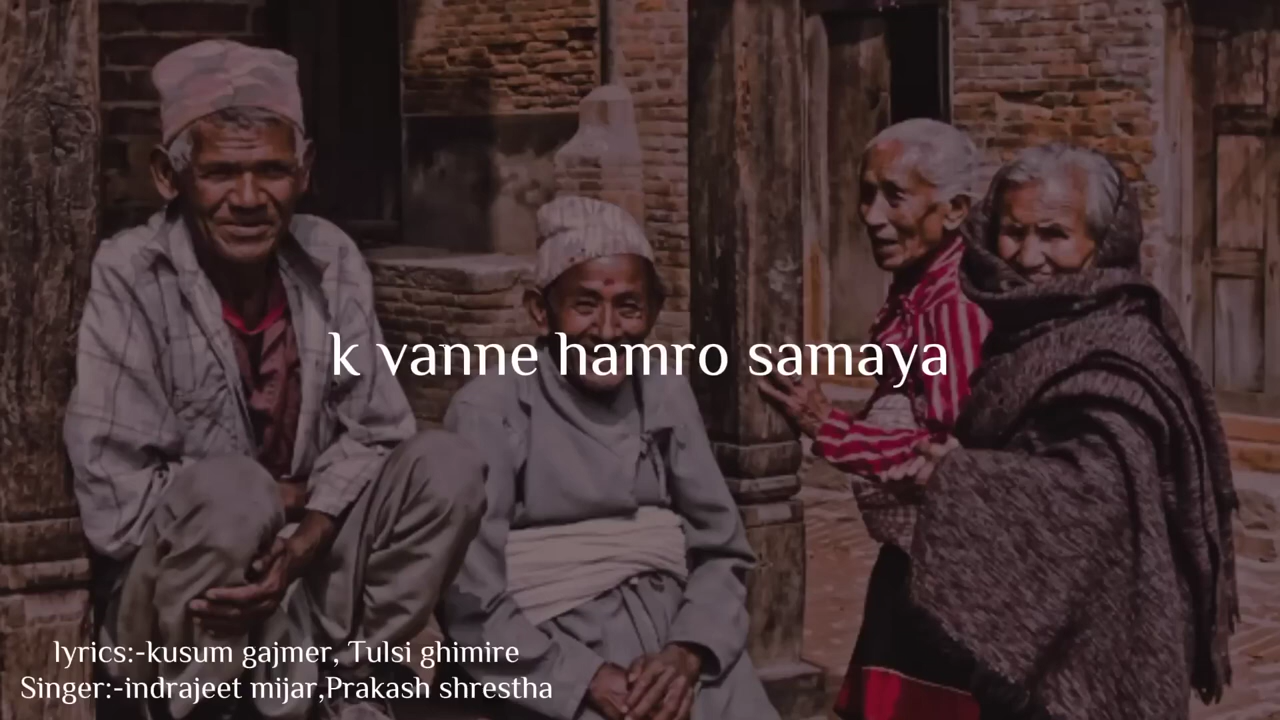 k vanne hamro samaya
lyrics:-kusum gajmer, Tulsi ghimire
Singer:-indrajeet mijar,Prakash shrestha